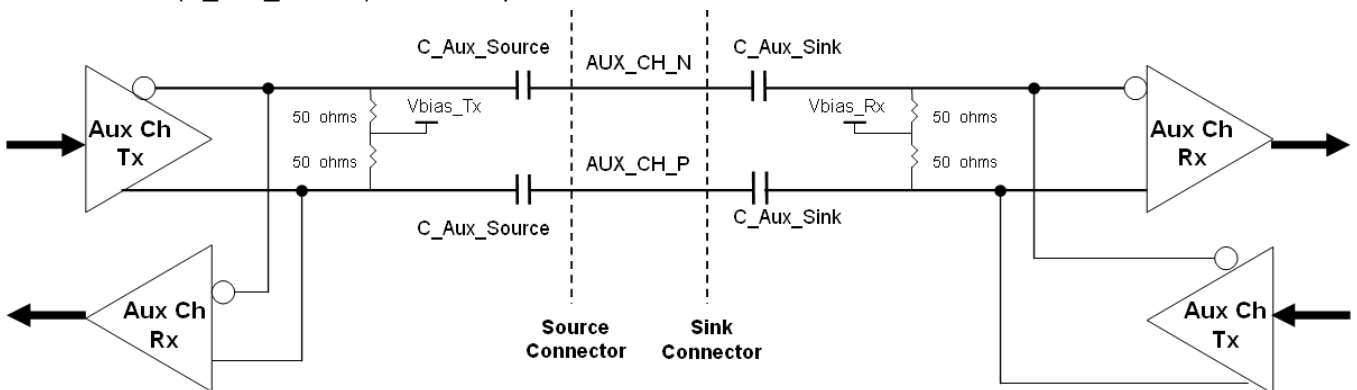 C_Aux_Source
AUX_CH_N
C_Aux_Sink
Aux Ch
Tx
50 ohms
Vbias_Tx
50 ohms
Vbias_Rx
50 ohms
50 ohms
Aux Ch
Rx
AUX_CH_P
C_Aux_Source
C_Aux_Sink
Aux Ch
Rx
Source
Connector
Sink
Connector
Aux Ch
Tx